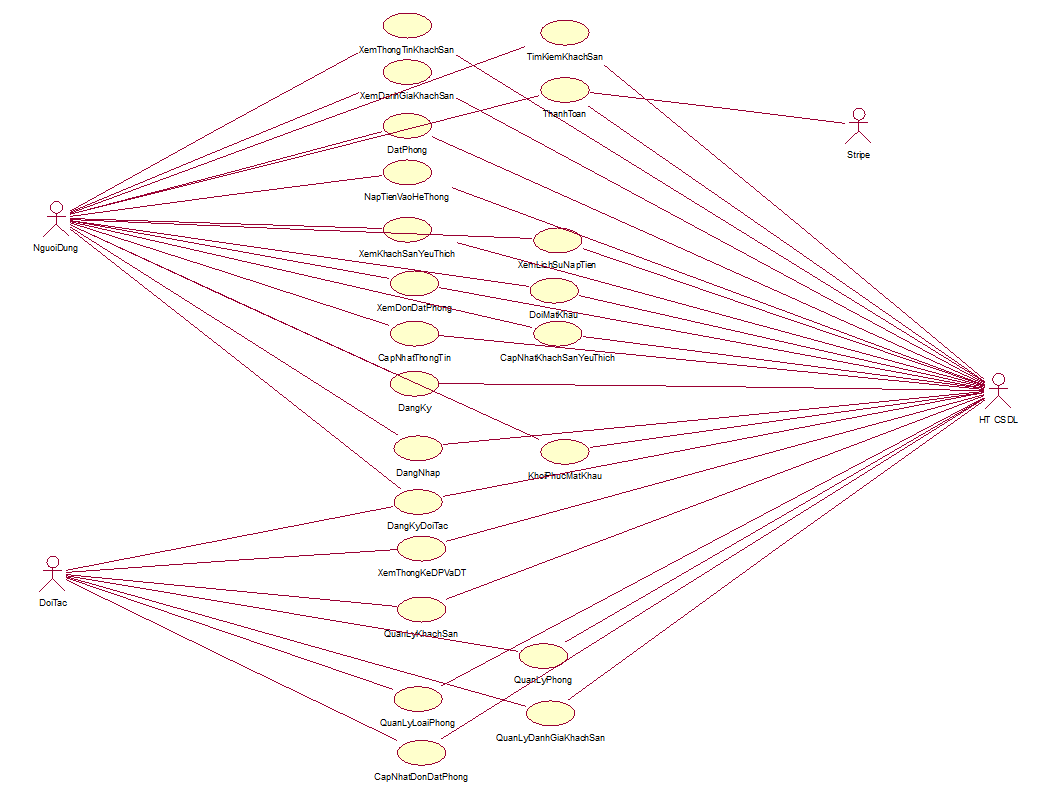 XemThongTinKhachSan
TimKiemKhachSan
XemDanhGiaKhachSan
ThanhToan
DatPhong
Stripe
NapTienVaoHeThong
NguoiDung
XemKhachSanYeuThich
XemLichSuNapTien
XemDonDatPhong
DoiMatKhau
CapNhatThongTin
CapNhatKhachSanYeuThich
DangKy
HT CSDL
DangNhap
KhoiPhucMatKhau
DangKyDoiTac
XemThongKeDPVaDT
DoiTac
QuanLyKhachSan
QuanLyPhong
QuanLyLoaiPhong
QuanLyDanhGiaKhachSan
CapNhatDonDatPhong